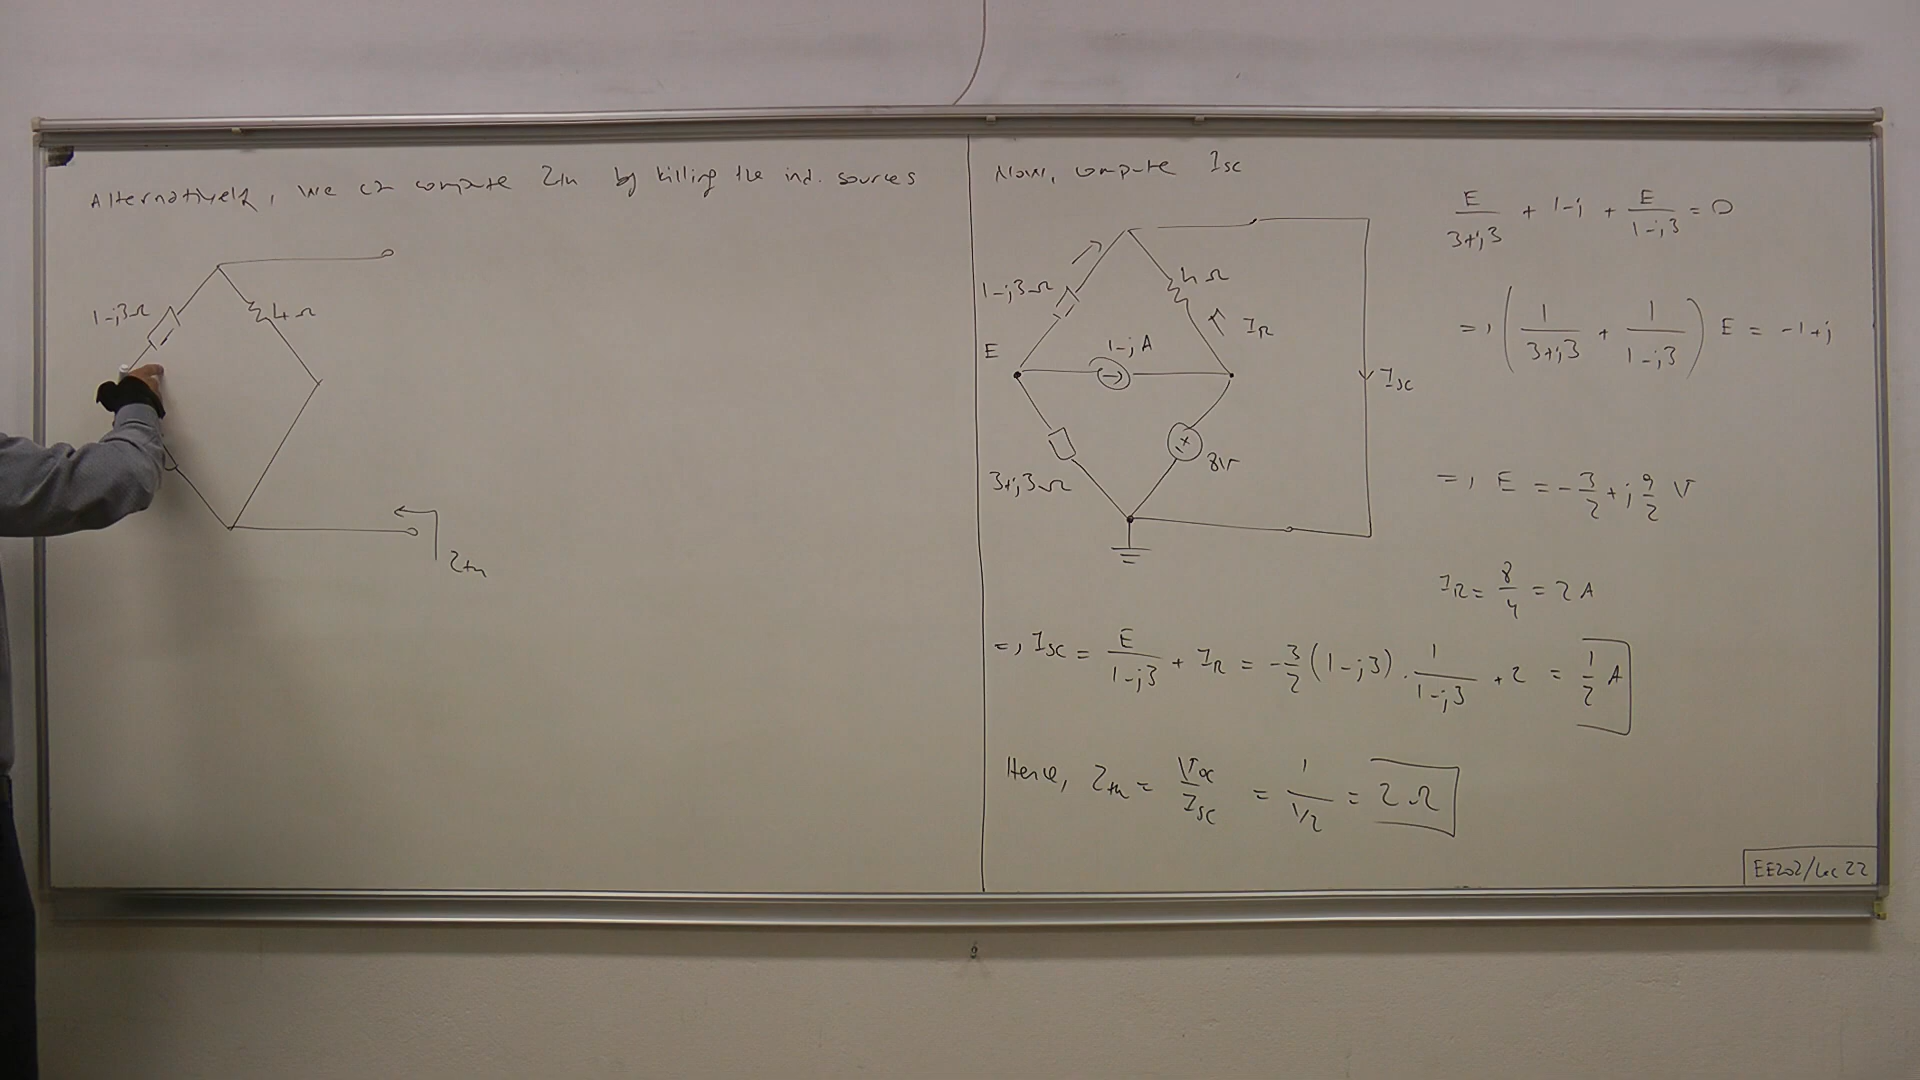 Alternatively, we can compute Zth by killing the ind. sources
1-j3Ω
4Ω
Zth
Now, compute Isc
1-j3Ω
4Ω
IR
E
1-j A
Isc
3+j3Ω
8V
E/(3+j3) + 1-j + E/(1-j3) = 0
⇒ (1/(3+j3) + 1/(1-j3)) E = -1+j
⇒ E = -3/2 + j 9/2 V
IR = 8/4 = 2 A
⇒ Isc = E/(1-j3) + IR = -3/2 (1-j3) · 1/(1-j3) + 2 = 1/2 A
Hence, Zth = Voc/Isc = 1/(1/2) = 2 Ω
EE202/Lec 22